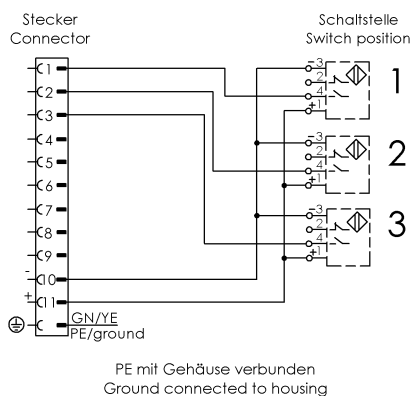 Stecker
Connector
Schaltstelle
Switch position
C1
C2
C3
C4
C5
C6
C7
C8
C9
- C10
+ C11
C
GN/YE
PE/ground
-3
2
4
+1
1
-3
2
4
+1
2
-3
2
4
+1
3
PE mit Gehäuse verbunden
Ground connected to housing